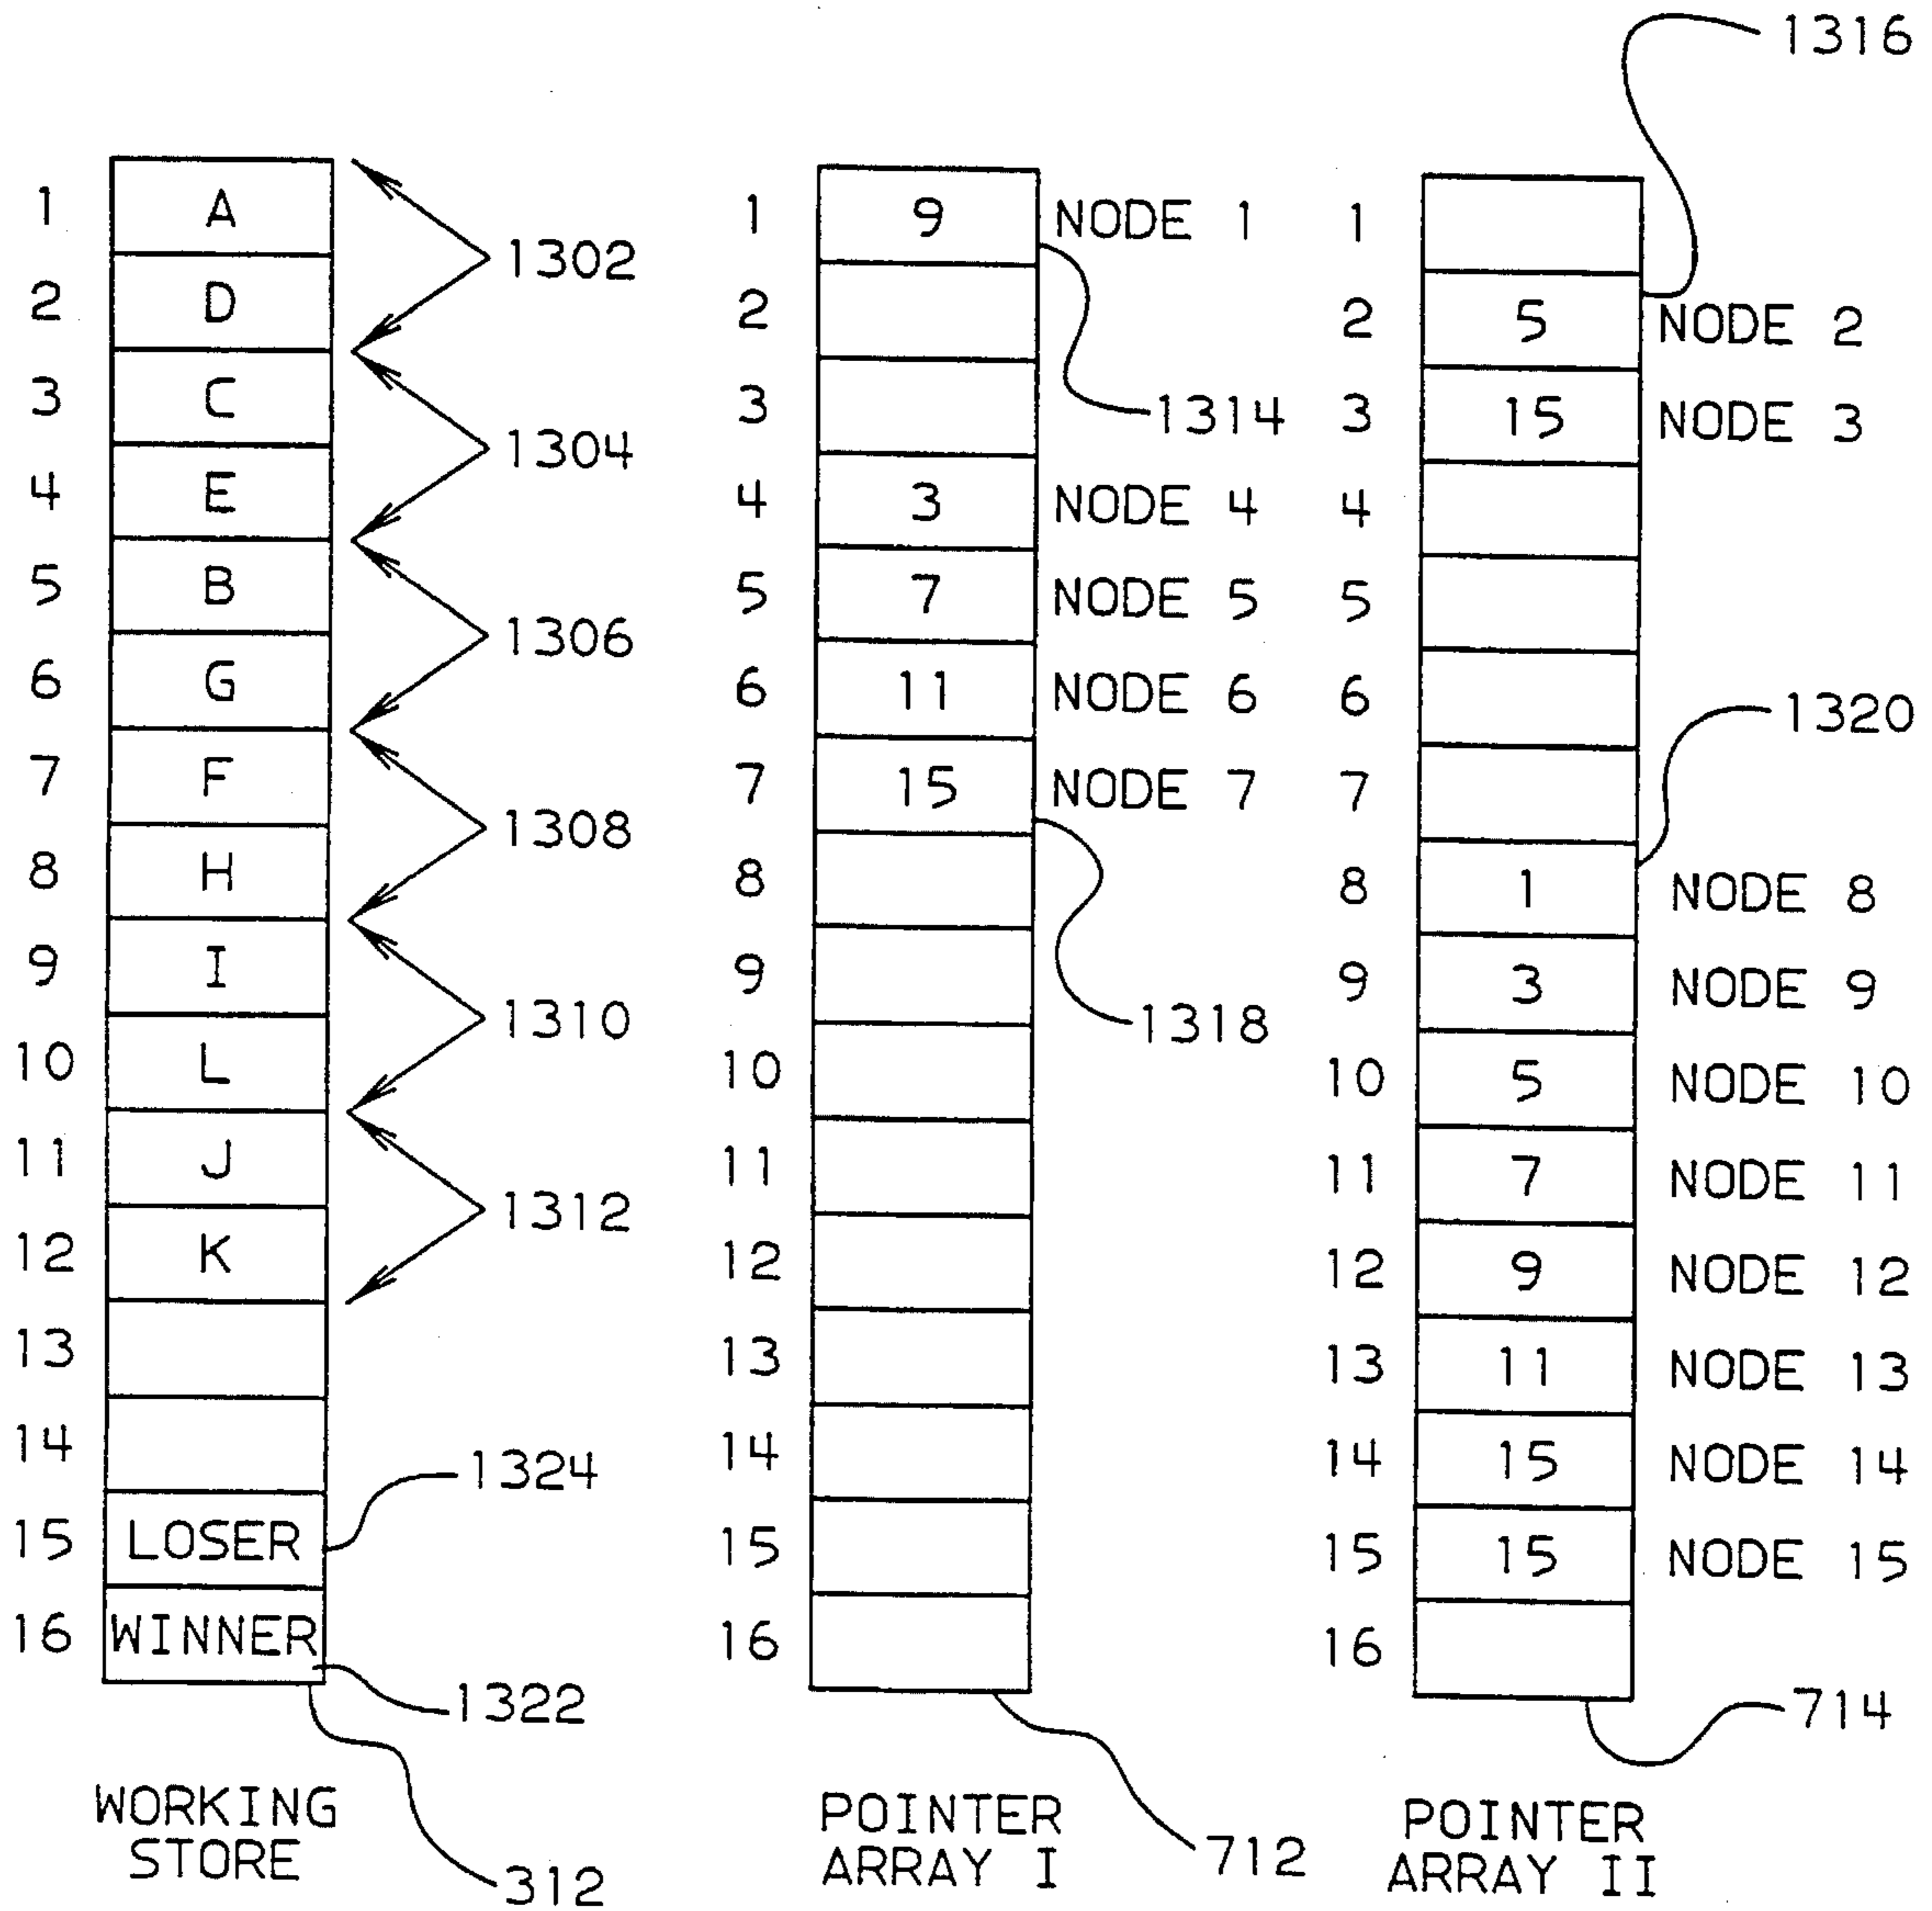 1316
1 A
2 D
3 C
4 E
5 B
6 G
7 F
8 H
9 I
10 L
11 J
12 K
13
14
15 LOSER
16 WINNER
1302
1304
1306
1308
1310
1312
1324
1322
WORKING
STORE
312
1 9 NODE 1
2
3
4 3 NODE 4
5 7 NODE 5
6 11 NODE 6
7 15 NODE 7
8
9
10
11
12
13
14
15
16
1314
1318
POINTER
ARRAY I
712
1
2 5 NODE 2
3 15 NODE 3
4
5
6
7
8 1 NODE 8
9 3 NODE 9
10 5 NODE 10
11 7 NODE 11
12 9 NODE 12
13 11 NODE 13
14 15 NODE 14
15 15 NODE 15
16
1320
714
POINTER
ARRAY II